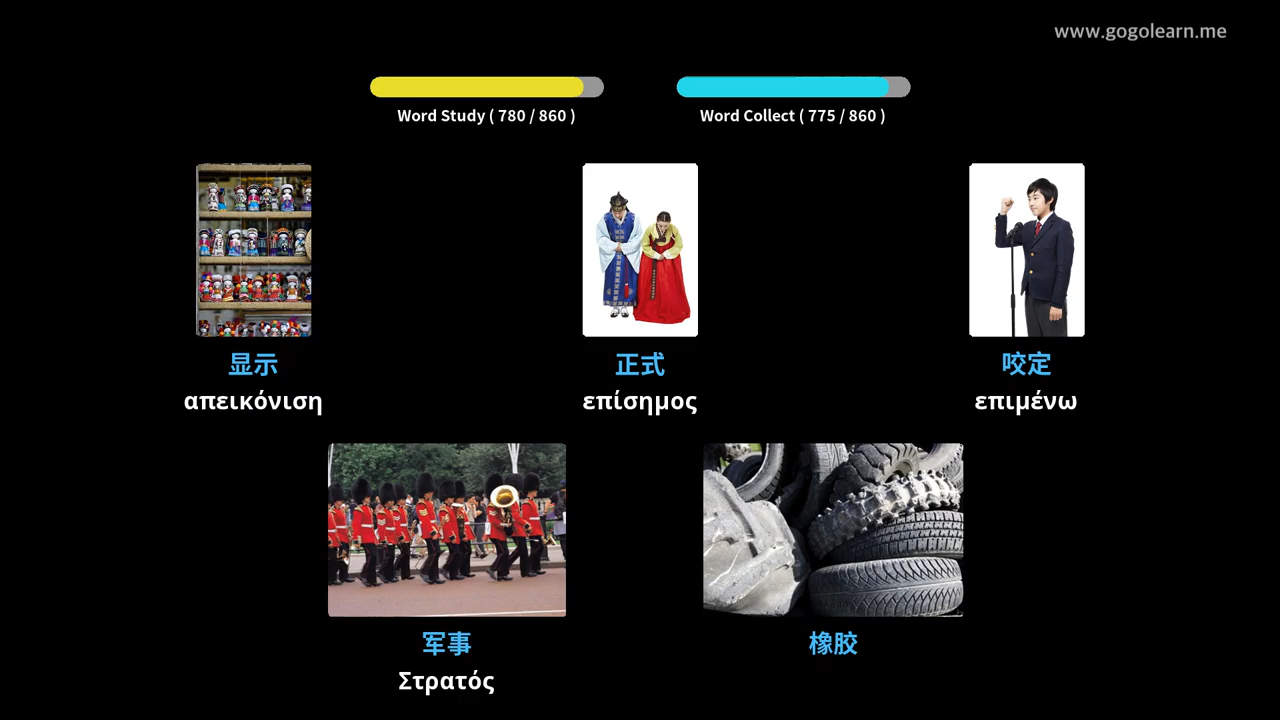 www.gogolearn.me
Word Study ( 780 / 860 )
Word Collect ( 775 / 860 )
显示
απεικόνιση
正式
επίσημος
咬定
επιμένω
军事
Στρατός
橡胶